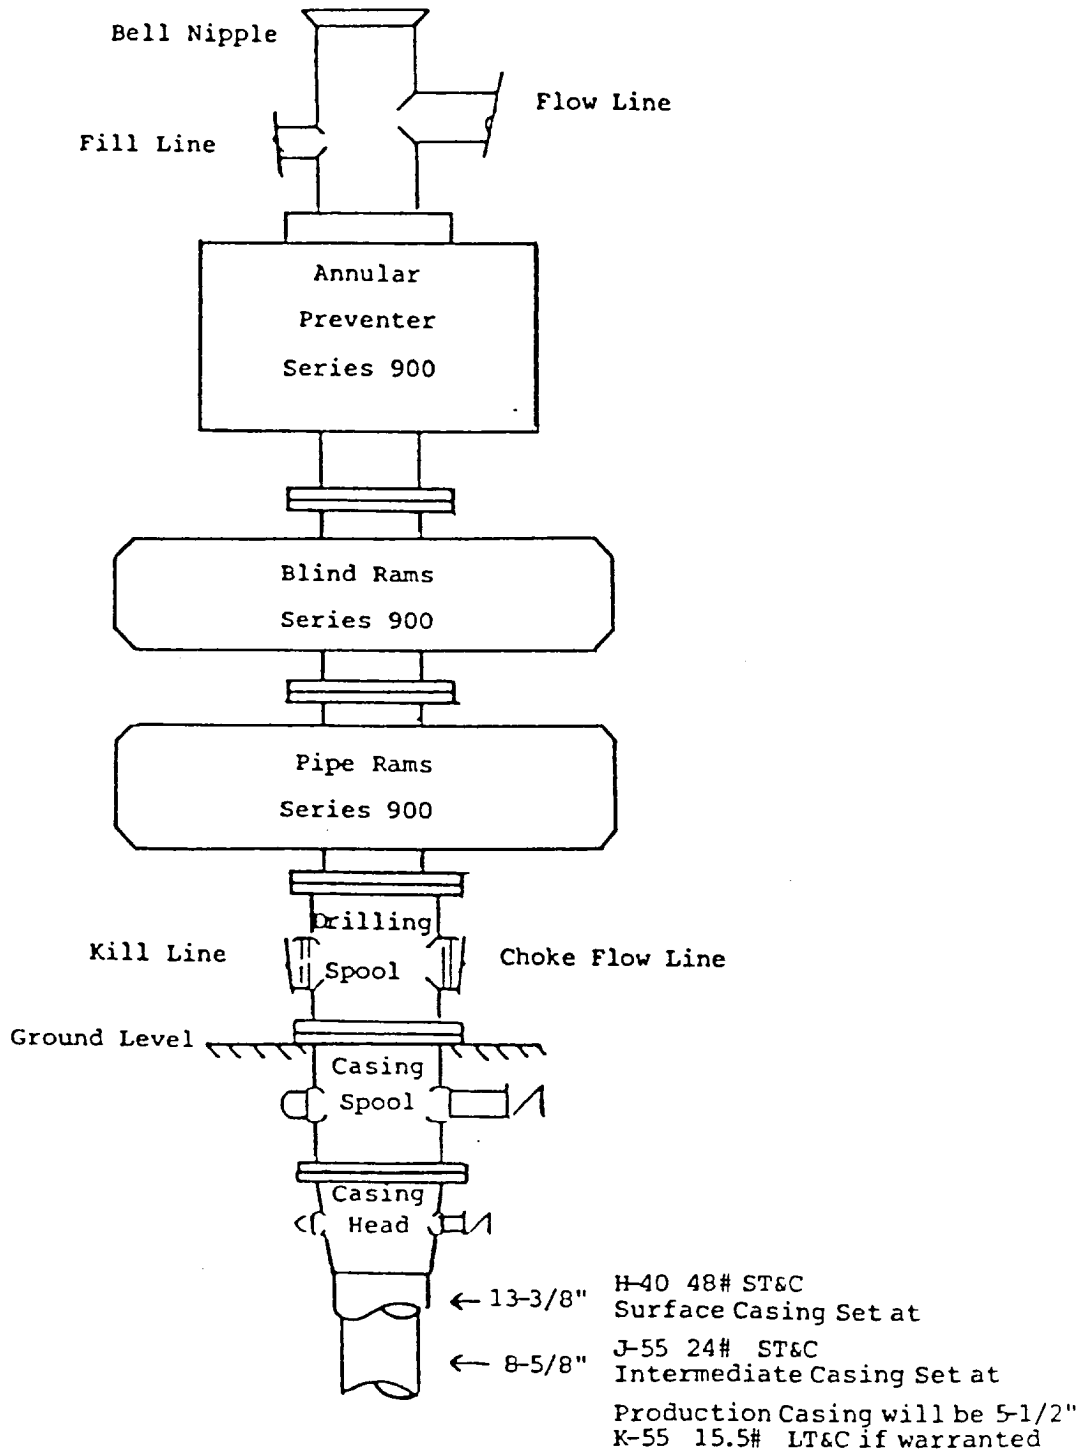 Bell Nipple
Flow Line
Fill Line
Annular
Preventer
Series 900
Blind Rams
Series 900
Pipe Rams
Series 900
Drilling
Kill Line
Spool
Choke Flow Line
Ground Level
Casing
Spool
Casing
Head
13-3/8" H-40 48# ST&C
Surface Casing Set at
8-5/8" J-55 24# ST&C
Intermediate Casing Set at
Production Casing will be 5-1/2"
K-55 15.5# LT&C if warranted